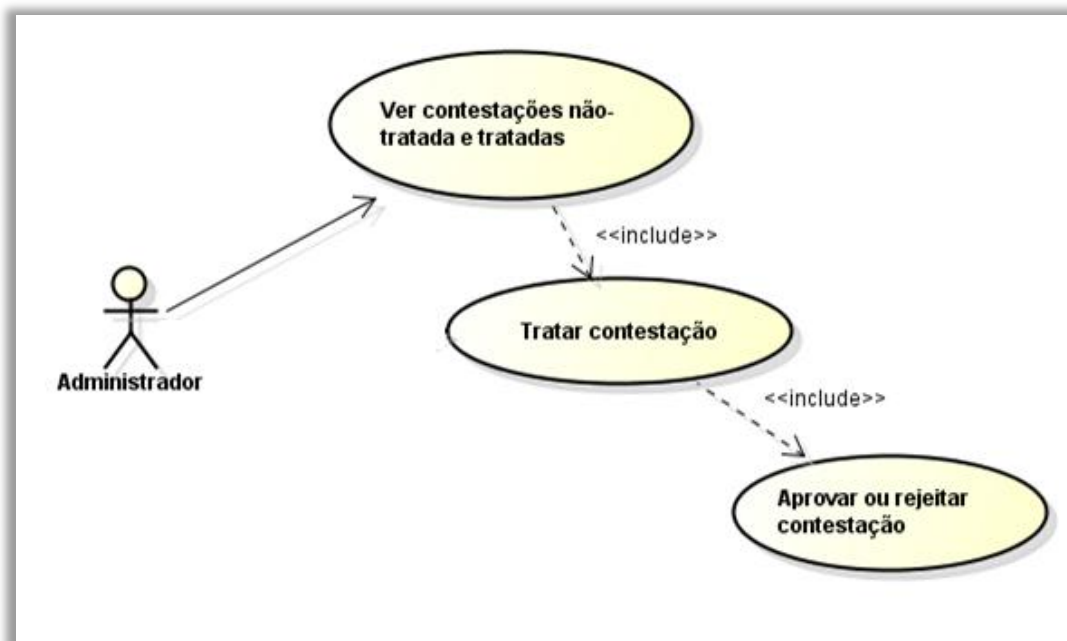 Ver contestações não-
tratada e tratadas
<<include>>
Tratar contestação
Administrador
<<include>>
Aprovar ou rejeitar
contestação